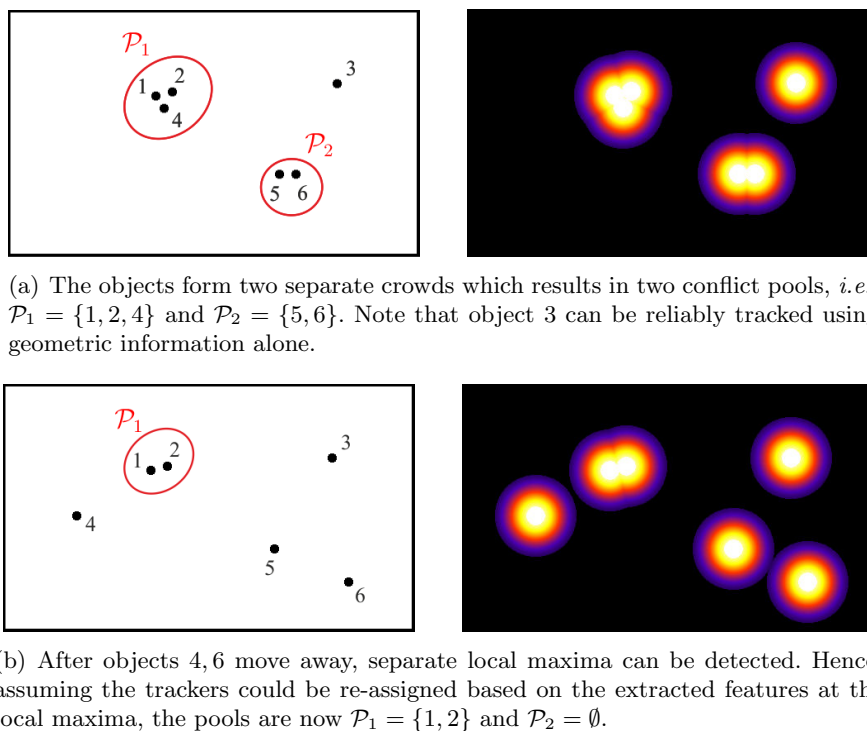 𝒫₁
1 2
4
3
𝒫₂
5 6
(a) The objects form two separate crowds which results in two conflict pools, i.e.
𝒫₁ = {1, 2, 4} and 𝒫₂ = {5, 6}. Note that object 3 can be reliably tracked using
geometric information alone.
𝒫₁
1 2
3
4
5
6
(b) After objects 4, 6 move away, separate local maxima can be detected. Hence
assuming the trackers could be re-assigned based on the extracted features at the
local maxima, the pools are now 𝒫₁ = {1, 2} and 𝒫₂ = ∅.